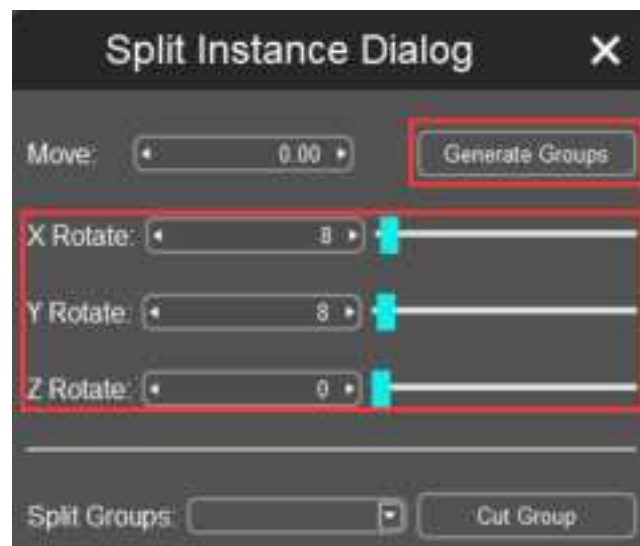 Split Instance Dialog
Move: 0.00 Generate Groups
X Rotate: 8
Y Rotate: 8
Z Rotate: 0
Split Groups: Cut Group